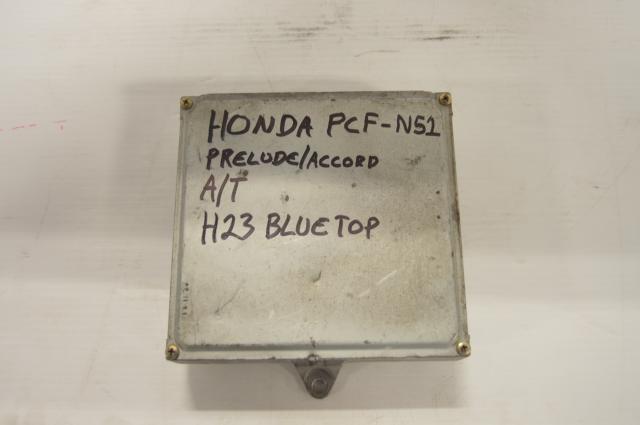 HONDA PCF-N51
PRELUDE/ACCORD
A/T
H23 BLUETOP